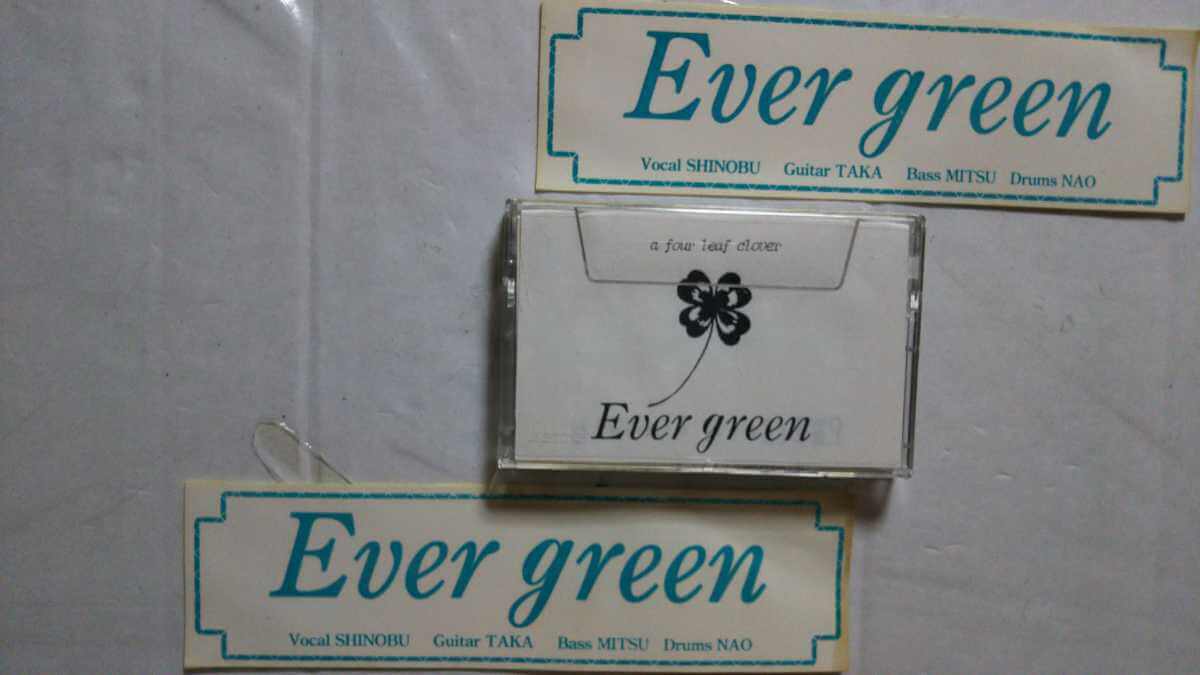 Ever green
Vocal SHINOBU Guitar TAKA Bass MITSU Drums NAO
a four leaf clover
Ever green
Ever green
Vocal SHINOBU Guitar TAKA Bass MITSU Drums NAO